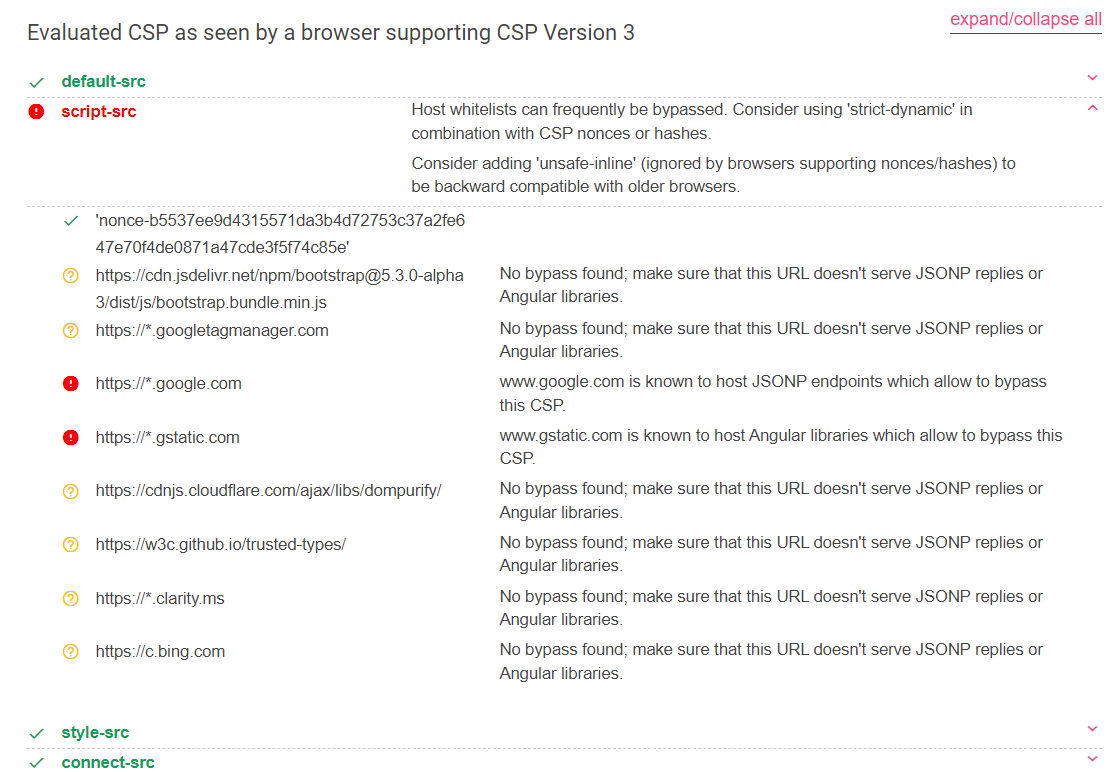 expand/collapse all
Evaluated CSP as seen by a browser supporting CSP Version 3
default-src
script-src
Host whitelists can frequently be bypassed. Consider using 'strict-dynamic' in
combination with CSP nonces or hashes.
Consider adding 'unsafe-inline' (ignored by browsers supporting nonces/hashes) to
be backward compatible with older browsers.
'nonce-b5537ee9d4315571da3b4d72753c37a2fe6
47e70f4de0871a47cde3f5f74c85e'
https://cdn.jsdelivr.net/npm/bootstrap@5.3.0-alpha
3/dist/js/bootstrap.bundle.min.js
No bypass found; make sure that this URL doesn't serve JSONP replies or
Angular libraries.
https://*.googletagmanager.com
No bypass found; make sure that this URL doesn't serve JSONP replies or
Angular libraries.
https://*.google.com
www.google.com is known to host JSONP endpoints which allow to bypass
this CSP.
https://*.gstatic.com
www.gstatic.com is known to host Angular libraries which allow to bypass this
CSP.
https://cdnjs.cloudflare.com/ajax/libs/dompurify/
No bypass found; make sure that this URL doesn't serve JSONP replies or
Angular libraries.
https://w3c.github.io/trusted-types/
No bypass found; make sure that this URL doesn't serve JSONP replies or
Angular libraries.
https://*.clarity.ms
No bypass found; make sure that this URL doesn't serve JSONP replies or
Angular libraries.
https://c.bing.com
No bypass found; make sure that this URL doesn't serve JSONP replies or
Angular libraries.
style-src
connect-src